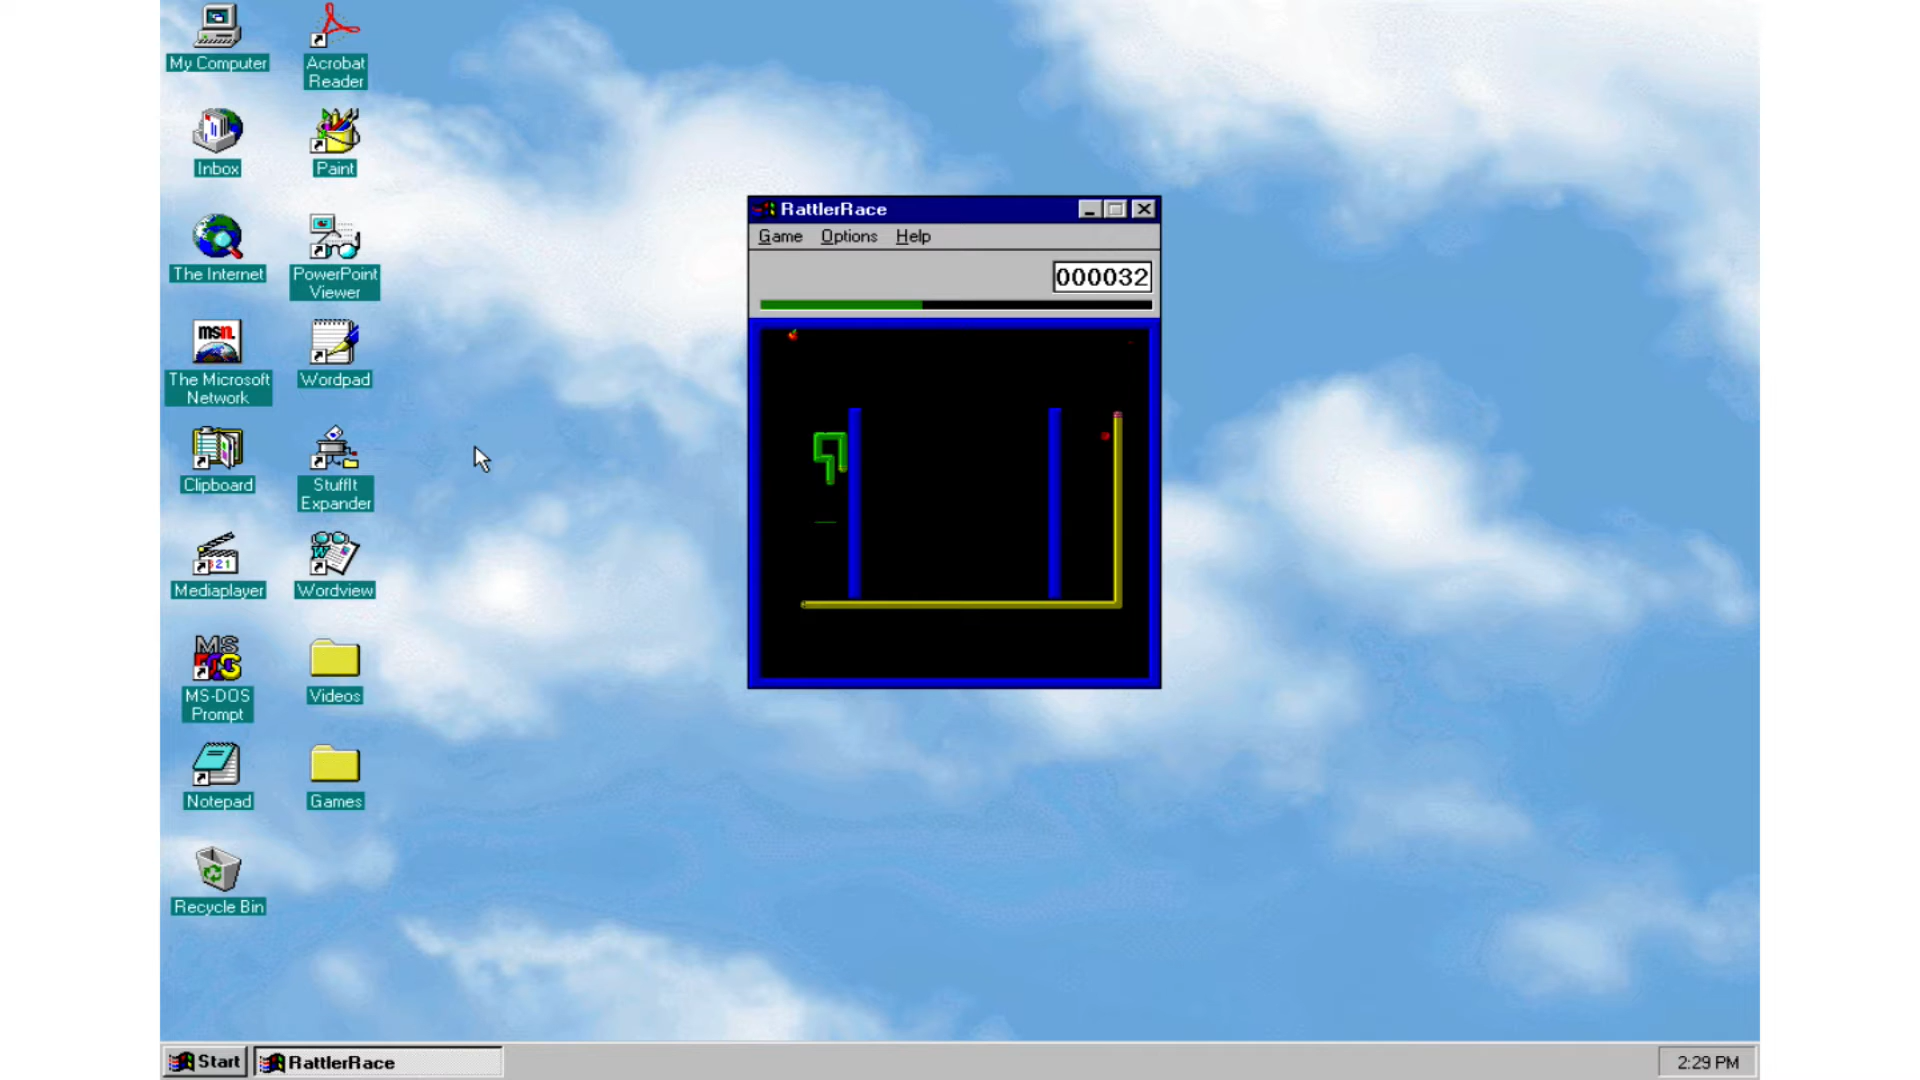 My Computer
Acrobat
Reader
Inbox
Paint
The Internet
PowerPoint
Viewer
msn.
The Microsoft
Network
Wordpad
Clipboard
StuffIt
Expander
Mediaplayer
Wordview
MS-DOS
Prompt
Videos
Notepad
Games
Recycle Bin
RattlerRace
Game Options Help
000032
Start
RattlerRace
2:29 PM